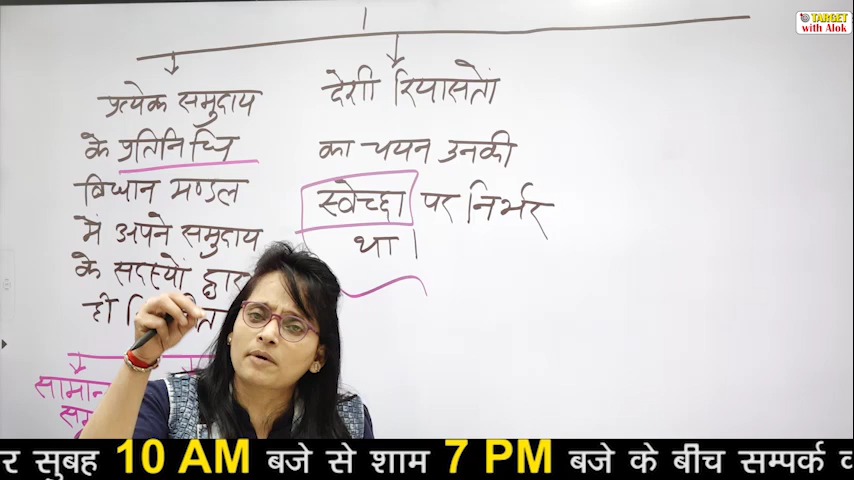 TARGET
with Alok
प्रत्येक समुदाय
के प्रतिनिधि
विधान मण्डल
में अपने समुदाय
के सदस्यों द्वारा
ही
देशी रियासतों
का चयन उनकी
स्वेच्छा पर निर्भर
था।
र सुबह 10 AM बजे से शाम 7 PM बजे के बीच सम्पर्क